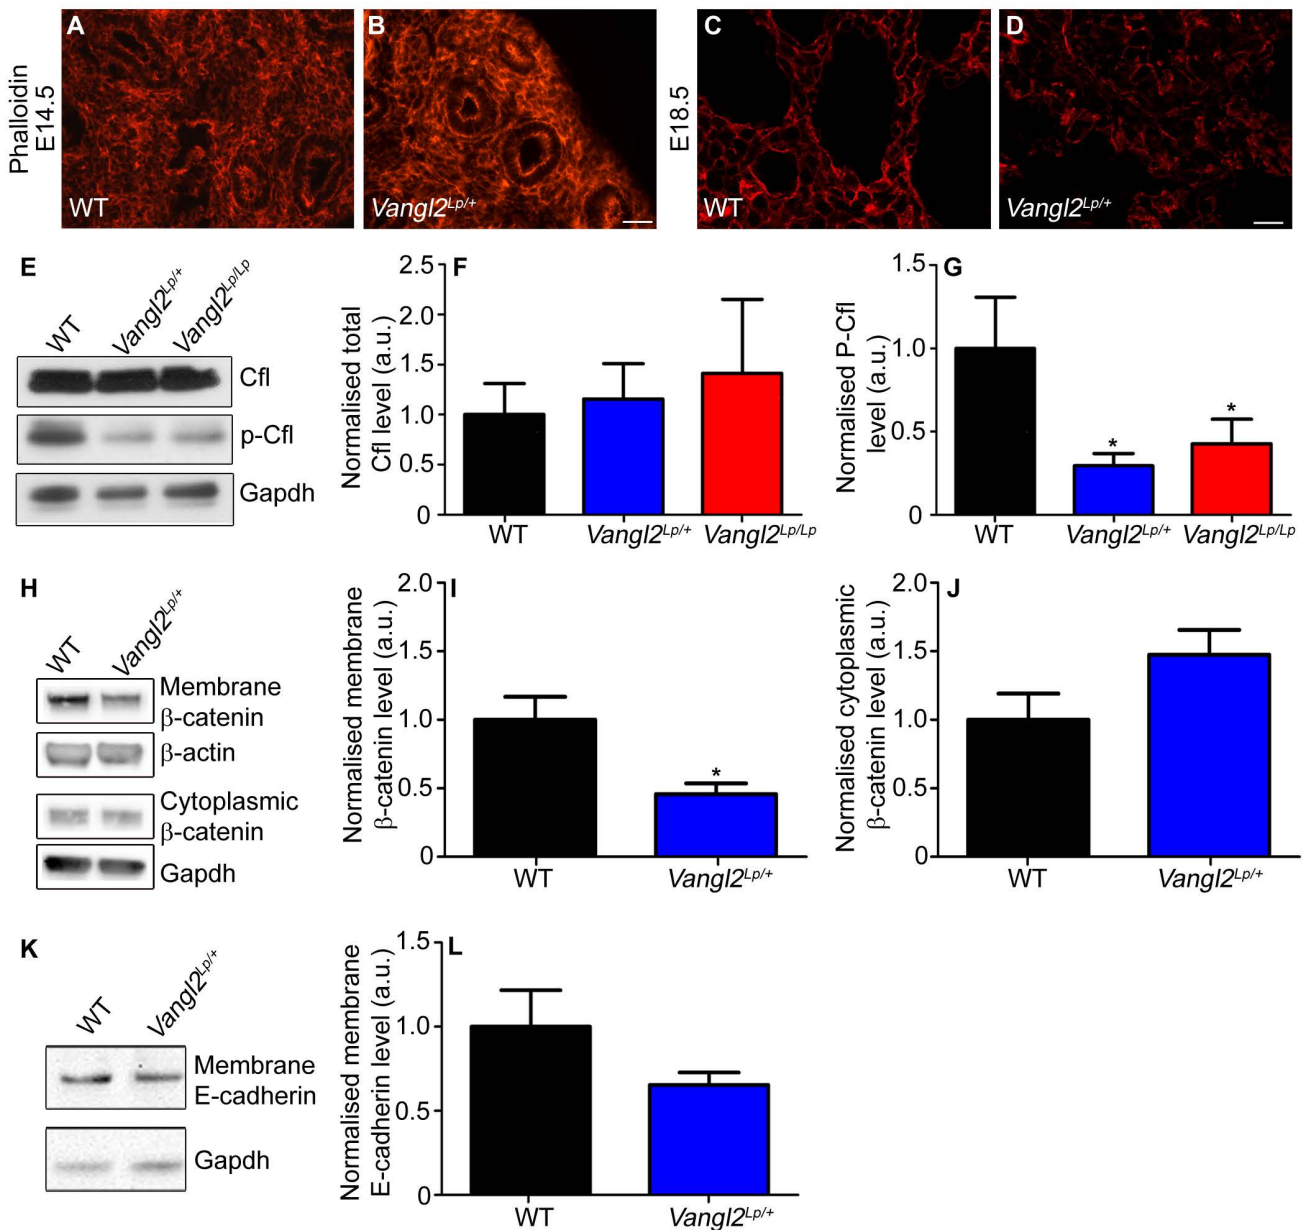 A
B
C
D
Phalloidin
E14.5
E18.5
WT
Vangl2Lp/+
WT
Vangl2Lp/+
E
WT
Vangl2Lp/+
Vangl2Lp/Lp
Cfl
p-Cfl
Gapdh
F
Normalised total
Cfl level (a.u.)
2.5
2.0
1.5
1.0
0.5
0
WT
Vangl2Lp/+
Vangl2Lp/Lp
G
Normalised P-Cfl
level (a.u.)
1.5
1.0
0.5
0
*
*
WT
Vangl2Lp/+
Vangl2Lp/Lp
H
WT
Vangl2Lp/+
Membrane
β-catenin
β-actin
Cytoplasmic
β-catenin
Gapdh
I
Normalised membrane
β-catenin level (a.u.)
2.0
1.5
1.0
0.5
0
*
WT
Vangl2Lp/+
J
Normalised cytoplasmic
β-catenin level (a.u.)
2.0
1.5
1.0
0.5
0
WT
Vangl2Lp/+
K
WT
Vangl2Lp/+
Membrane
E-cadherin
Gapdh
L
Normalised membrane
E-cadherin level (a.u.)
1.5
1.0
0.5
0
WT
Vangl2Lp/+